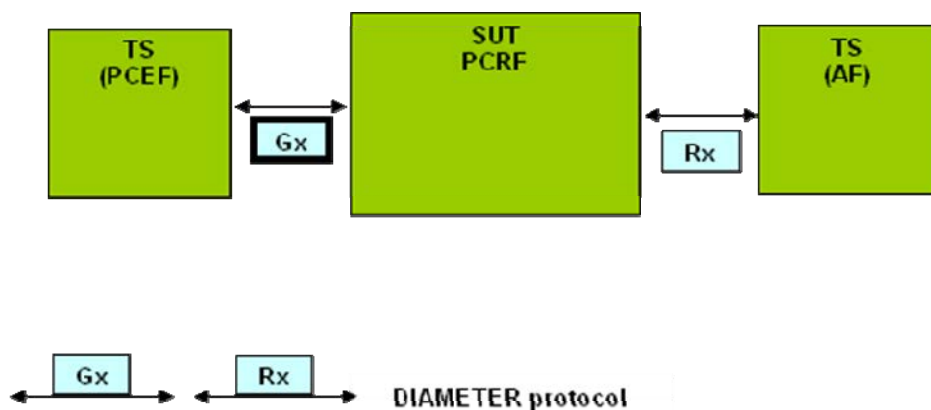 TS
(PCEF)
SUT
PCRF
TS
(AF)
Gx
Rx
Gx
Rx
DIAMETER protocol